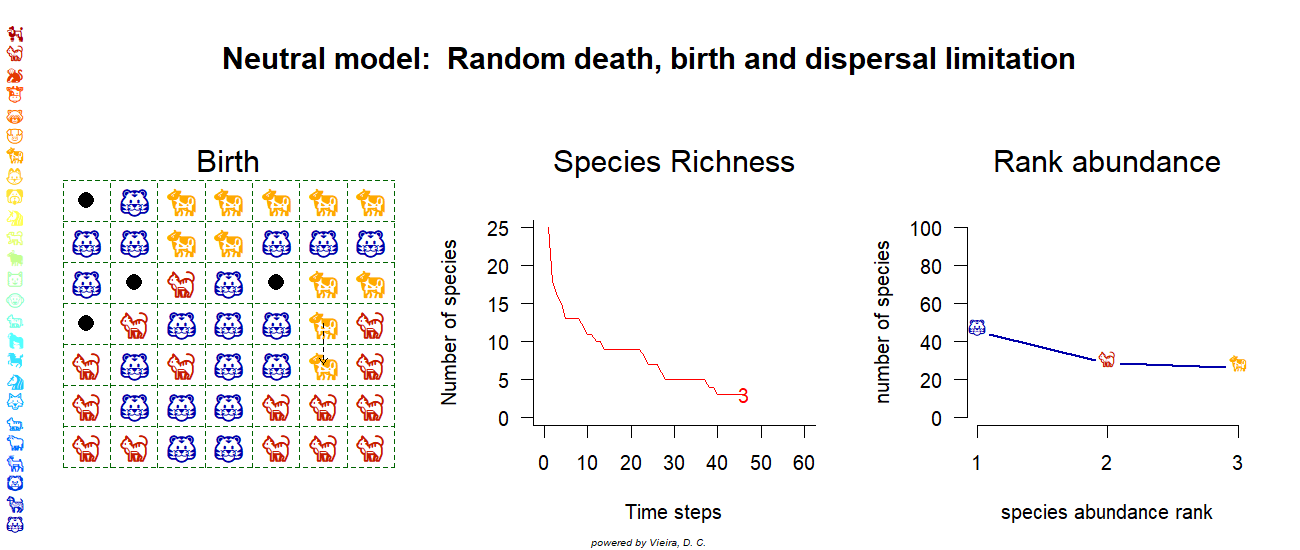 Neutral model:  Random death, birth and dispersal limitation
Birth
Species Richness
Rank abundance
Number of species
25
20
15
10
5
0
3
0 10 20 30 40 50 60
Time steps
number of species
100
80
60
40
20
0
1 2 3
species abundance rank
powered by Vieira, D. C.